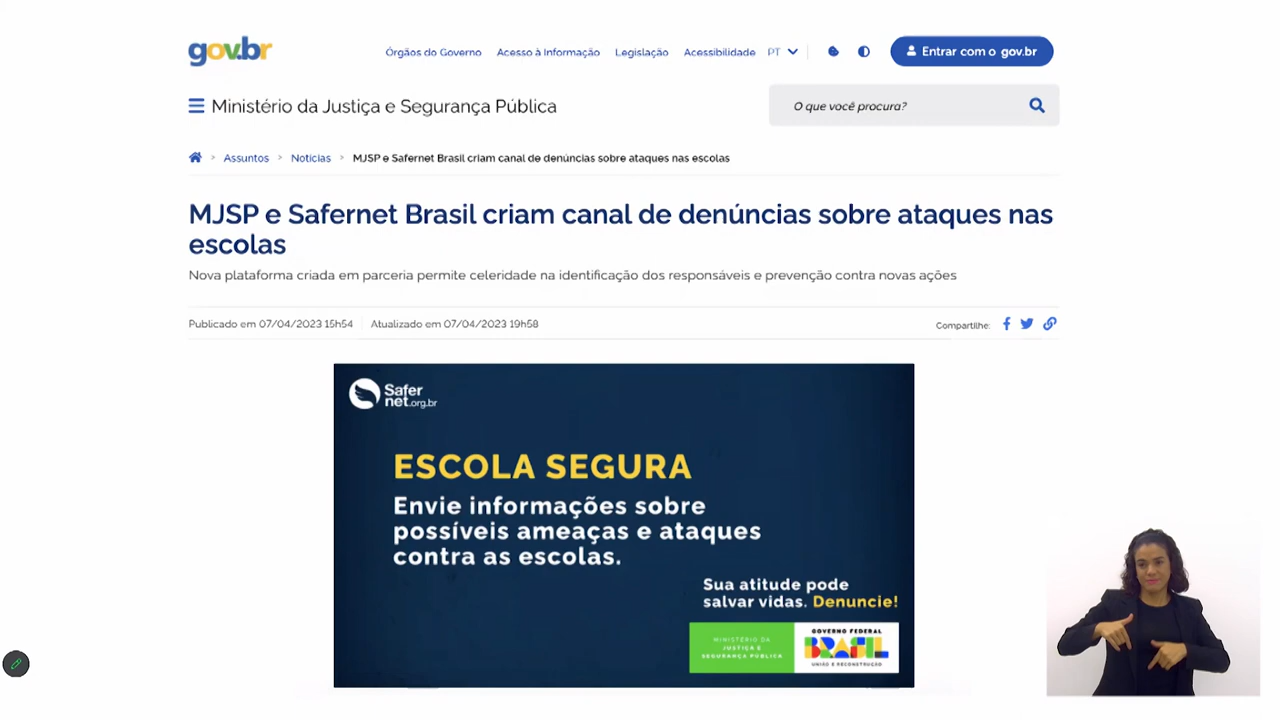 gov.br
Órgãos do Governo Acesso à Informação Legislação Acessibilidade PT Entrar com o gov.br
Ministério da Justiça e Segurança Pública O que você procura?
Assuntos > Notícias > MJSP e Safernet Brasil criam canal de denúncias sobre ataques nas escolas
MJSP e Safernet Brasil criam canal de denúncias sobre ataques nas
escolas
Nova plataforma criada em parceria permite celeridade na identificação dos responsáveis e prevenção contra novas ações
Publicado em 07/04/2023 15h54 Atualizado em 07/04/2023 19h58 Compartilhe:
Safer
net.org.br
ESCOLA SEGURA
Envie informações sobre
possíveis ameaças e ataques
contra as escolas.
Sua atitude pode
salvar vidas. Denuncie!
MINISTÉRIO DA
JUSTIÇA E
SEGURANÇA PÚBLICA
GOVERNO FEDERAL
BRASIL
UNIÃO E RECONSTRUÇÃO